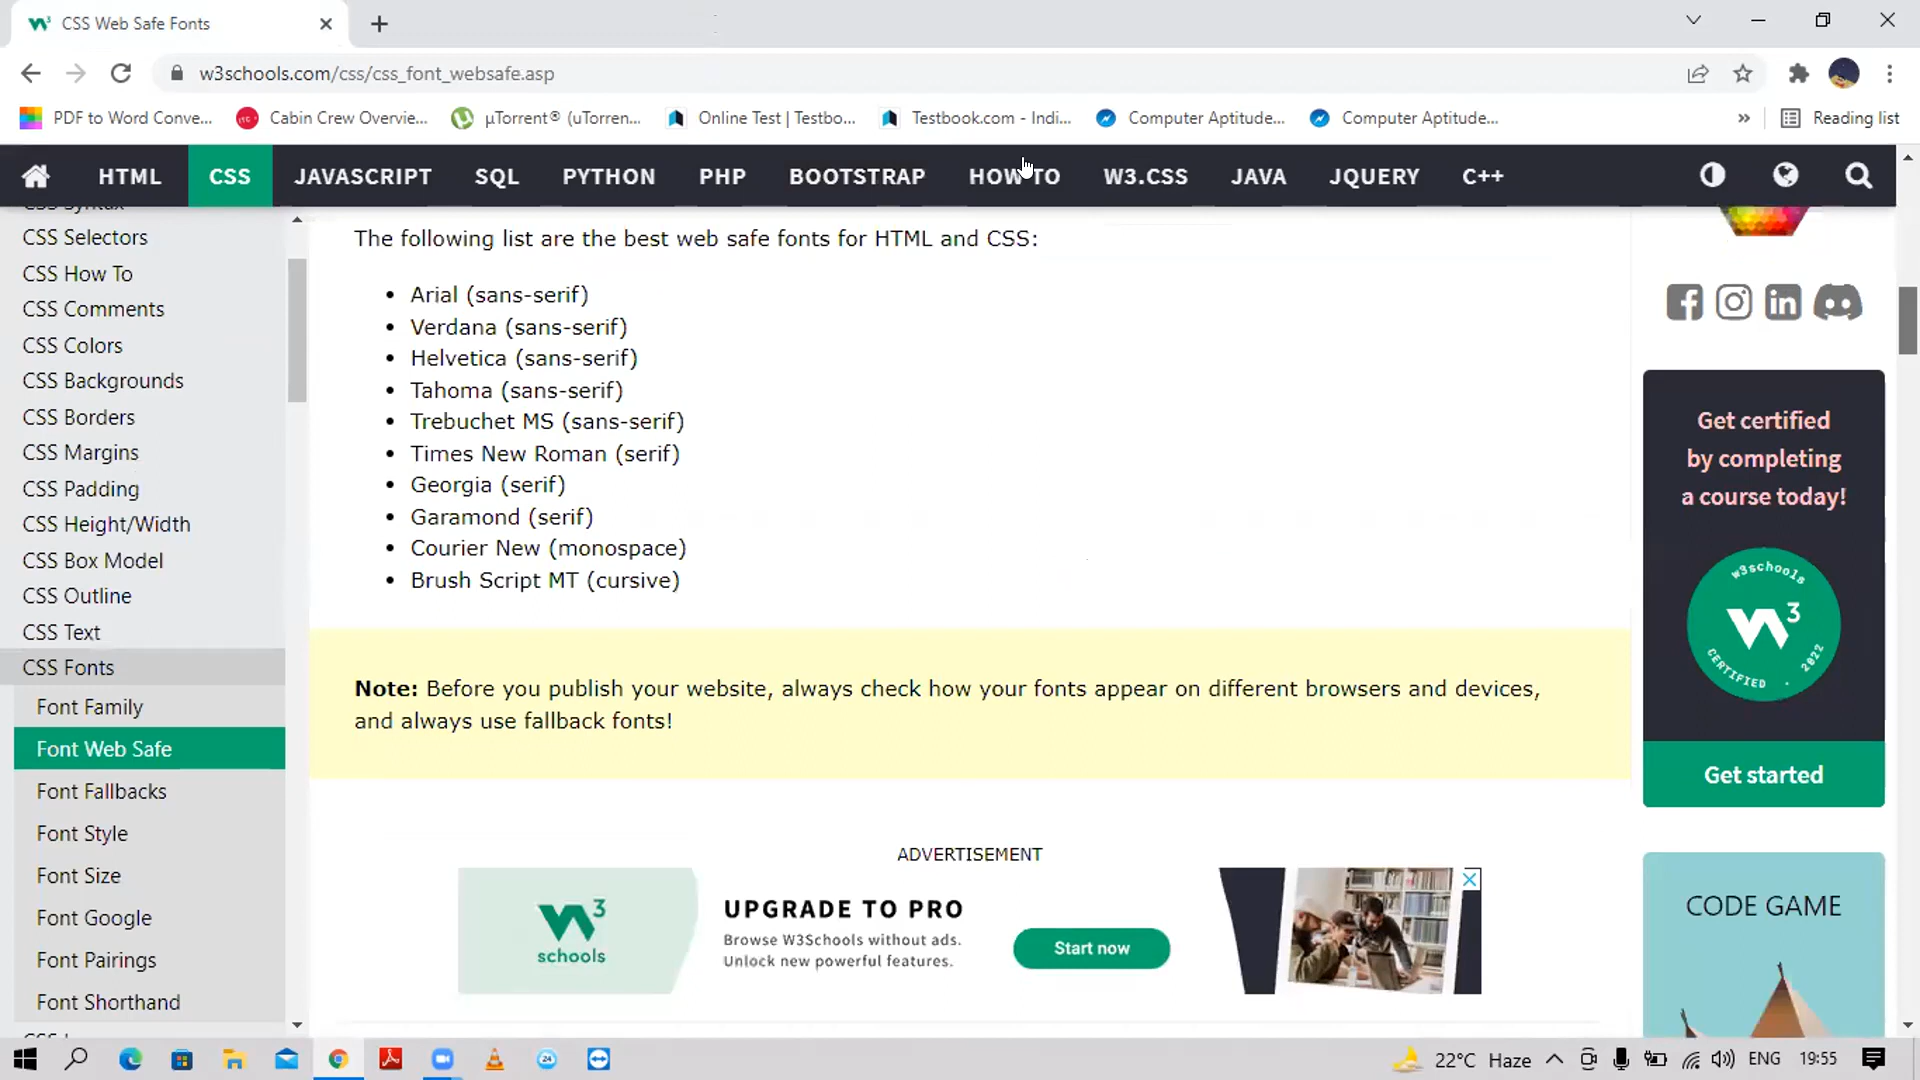 CSS Web Safe Fonts
w3schools.com/css/css_font_websafe.asp
PDF to Word Conve...
Cabin Crew Overvie...
µTorrent® (uTorren...
Online Test | Testbo...
Testbook.com - Indi...
Computer Aptitude...
Computer Aptitude...
»
Reading list
HTML
CSS
JAVASCRIPT
SQL
PYTHON
PHP
BOOTSTRAP
HOW TO
W3.CSS
JAVA
JQUERY
C++
CSS Syntax
CSS Selectors
CSS How To
CSS Comments
CSS Colors
CSS Backgrounds
CSS Borders
CSS Margins
CSS Padding
CSS Height/Width
CSS Box Model
CSS Outline
CSS Text
CSS Fonts
Font Family
Font Web Safe
Font Fallbacks
Font Style
Font Size
Font Google
Font Pairings
Font Shorthand
The following list are the best web safe fonts for HTML and CSS:
• Arial (sans-serif)
• Verdana (sans-serif)
• Helvetica (sans-serif)
• Tahoma (sans-serif)
• Trebuchet MS (sans-serif)
• Times New Roman (serif)
• Georgia (serif)
• Garamond (serif)
• Courier New (monospace)
• Brush Script MT (cursive)
Note: Before you publish your website, always check how your fonts appear on different browsers and devices,
and always use fallback fonts!
ADVERTISEMENT
W3
schools
UPGRADE TO PRO
Browse W3Schools without ads.
Unlock new powerful features.
Start now
Get certified
by completing
a course today!
w3schools
W3
CERTIFIED . 2022
Get started
CODE GAME
22°C Haze
ENG
19:55